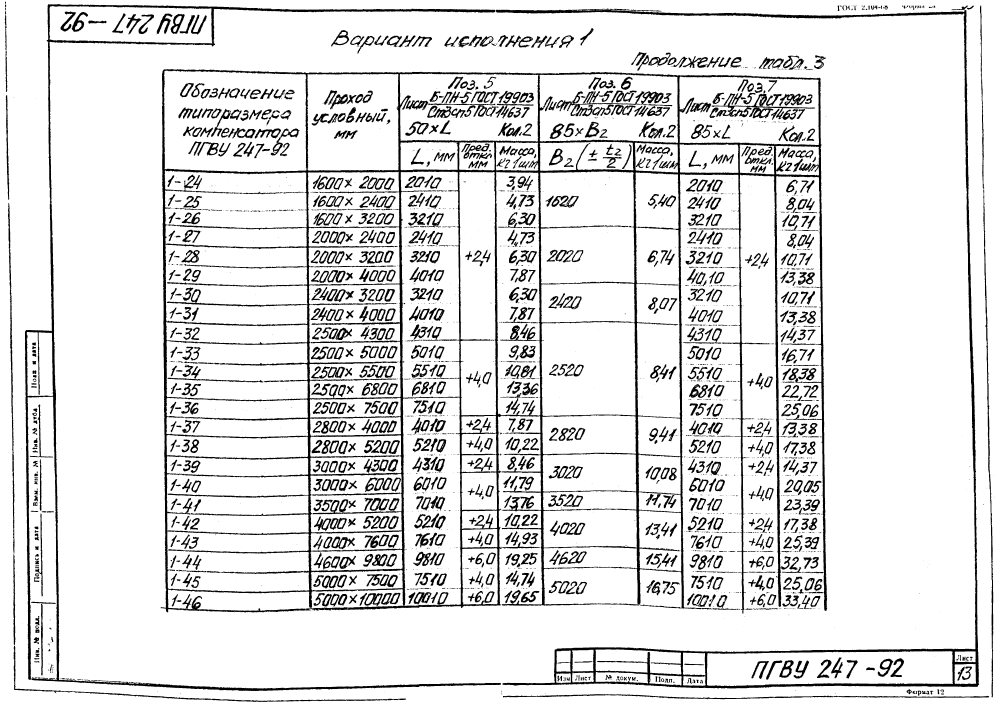 ГОСТ 2.104-68
ПГВУ 247-92
Вариант исполнения 1
Продолжение табл. 3
Обозначение типоразмера компенсатора ПГВУ 247-92 | Проход условный, мм | Поз. 5 Лист Б-ПН-5 ГОСТ 19903 / Ст3сп5 ГОСТ 14637 50×L Кол.2 | Поз. 6 Лист Б-ПН-5 ГОСТ 19903 / Ст3сп5 ГОСТ 14637 85×B2 Кол.2 | Поз. 7 Лист Б-ПН-5 ГОСТ 19903 / Ст3сп5 ГОСТ 14637 85×L Кол.2
L, мм | Пред. откл. мм | Масса, кг 1 шт | B2 (± t2/2) | Масса, кг 1 шм | L, мм | Пред. откл. мм | Масса, кг 1 шт
1-24 1600×2000 2010 3,94 2010 6,71
1-25 1600×2400 2410 4,73 1620 5,40 2410 8,04
1-26 1600×3200 3210 6,30 3210 10,71
1-27 2000×2400 2410 4,73 2410 8,04
1-28 2000×3200 3210 +2,4 6,30 2020 6,74 3210 +2,4 10,71
1-29 2000×4000 4010 7,87 40,10 13,38
1-30 2400×3200 3210 6,30 2420 8,07 3210 10,71
1-31 2400×4000 4010 7,87 4010 13,38
1-32 2500×4300 4310 8,46 4310 14,37
1-33 2500×5000 5010 9,83 5010 16,71
1-34 2500×5500 5510 +4,0 10,81 2520 8,41 5510 +4,0 18,38
1-35 2500×6800 6810 13,36 6810 22,72
1-36 2500×7500 7510 14,74 7510 25,06
1-37 2800×4000 4010 +2,4 7,87 2820 9,41 4010 +2,4 13,38
1-38 2800×5200 5210 +4,0 10,22 5210 +4,0 17,38
1-39 3000×4300 4310 +2,4 8,46 3020 10,08 4310 +2,4 14,37
1-40 3000×6000 6010 +4,0 11,79 6010 +4,0 20,05
1-41 3500×7000 7010 13,76 3520 11,74 7010 23,39
1-42 4000×5200 5210 +2,4 10,22 4020 13,41 5210 +2,4 17,38
1-43 4000×7600 7610 +4,0 14,93 7610 +4,0 25,39
1-44 4600×9800 9810 +6,0 19,25 4620 15,41 9810 +6,0 32,73
1-45 5000×7500 7510 +4,0 14,74 5020 16,75 7510 +4,0 25,06
1-46 5000×10000 10010 +6,0 19,65 10010 +6,0 33,40
Подп. и дата
Инв. № дубл.
Взам. инв. №
Подпись и дата
Инв. № подл.
Изм Лист № докум. Подп. Дата
ПГВУ 247-92
Лист
13
Формат 12